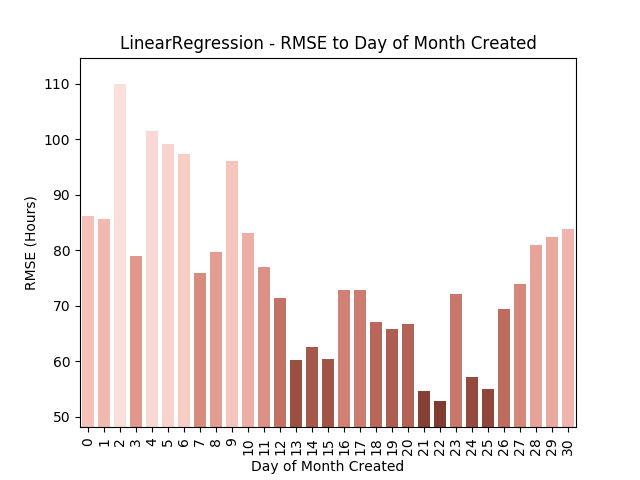 LinearRegression - RMSE to Day of Month Created
110
100
90
80
70
60
50
RMSE (Hours)
0 1 2 3 4 5 6 7 8 9 10 11 12 13 14 15 16 17 18 19 20 21 22 23 24 25 26 27 28 29 30
Day of Month Created